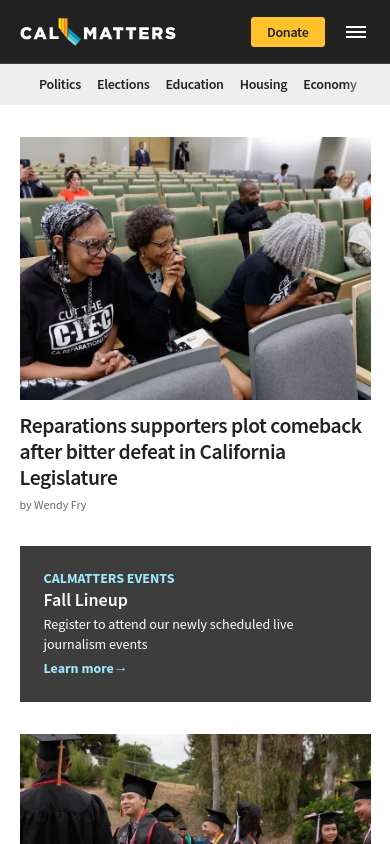 CAL MATTERS
Donate
Politics Elections Education Housing Economy
CUT THE
CJEC
CA REPARATIONS
Reparations supporters plot comeback
after bitter defeat in California
Legislature
by Wendy Fry
CALMATTERS EVENTS
Fall Lineup
Register to attend our newly scheduled live
journalism events
Learn more→